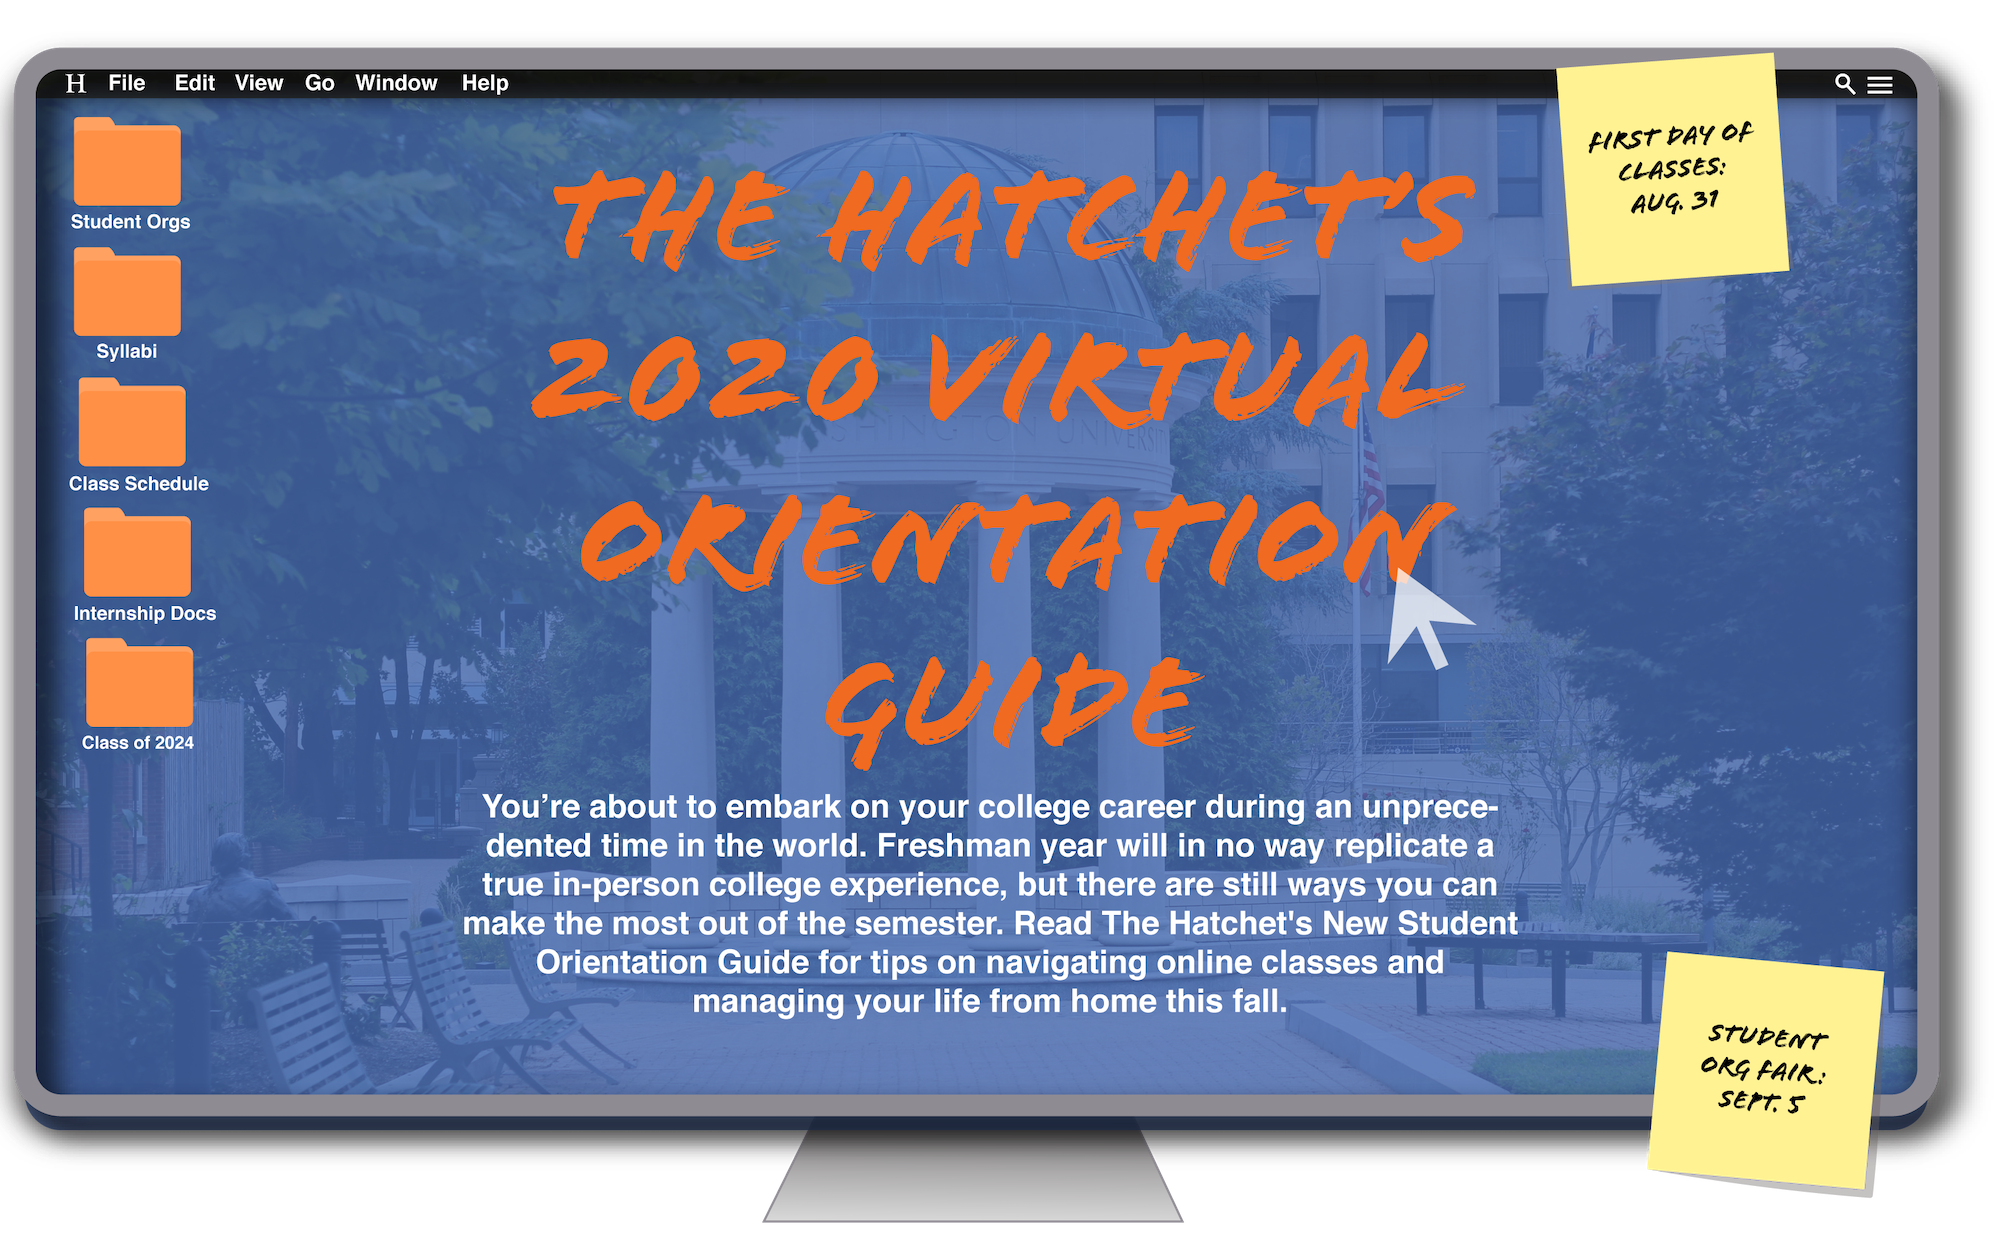 H File Edit View Go Window Help
FIRST DAY OF
CLASSES:
AUG. 31
Student Orgs
Syllabi
Class Schedule
Internship Docs
Class of 2024
THE HATCHET'S
2020 VIRTUAL
ORIENTATION
GUIDE
WASHINGTON UNIVERSITY
You’re about to embark on your college career during an unprece-
dented time in the world. Freshman year will in no way replicate a
true in-person college experience, but there are still ways you can
make the most out of the semester. Read The Hatchet's New Student
Orientation Guide for tips on navigating online classes and
managing your life from home this fall.
STUDENT
ORG FAIR:
SEPT. 5